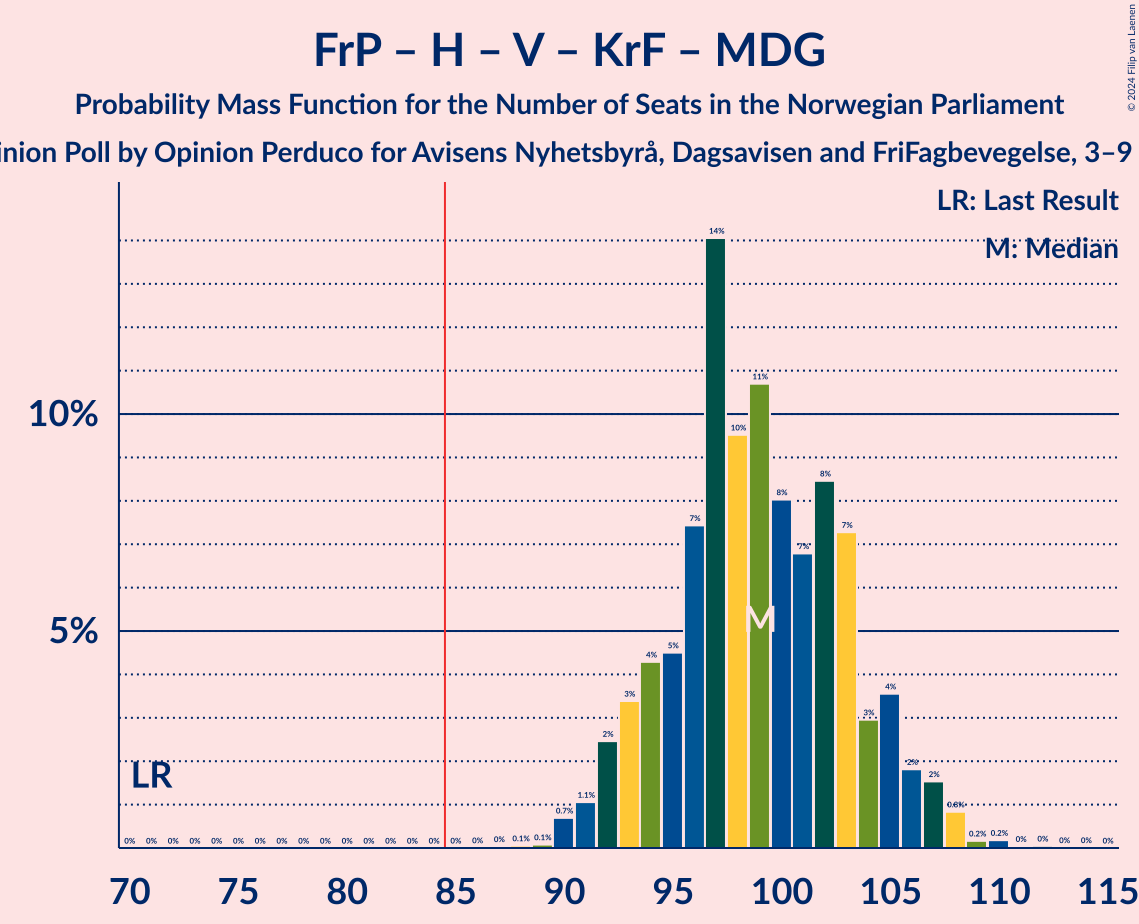 FrP – H – V – KrF – MDG
Probability Mass Function for the Number of Seats in the Norwegian Parliament
Poll by Opinion Perduco for Avisens Nyhetsbyrå, Dagsavisen and FriFagbevegelse, 3–9
© 2024 Filip van Laenen
LR: Last Result
M: Median
10%
5%
LR
M
0% 0% 0% 0% 0% 0% 0% 0% 0% 0% 0% 0% 0% 0% 0% 0% 0% 0% 0.1% 0.1% 0.7% 1.1% 2% 3% 4% 5% 7% 14% 10% 11% 8% 7% 8% 7% 3% 4% 2% 2% 0.8% 0.2% 0.2% 0% 0% 0% 0% 0%
70 75 80 85 90 95 100 105 110 115